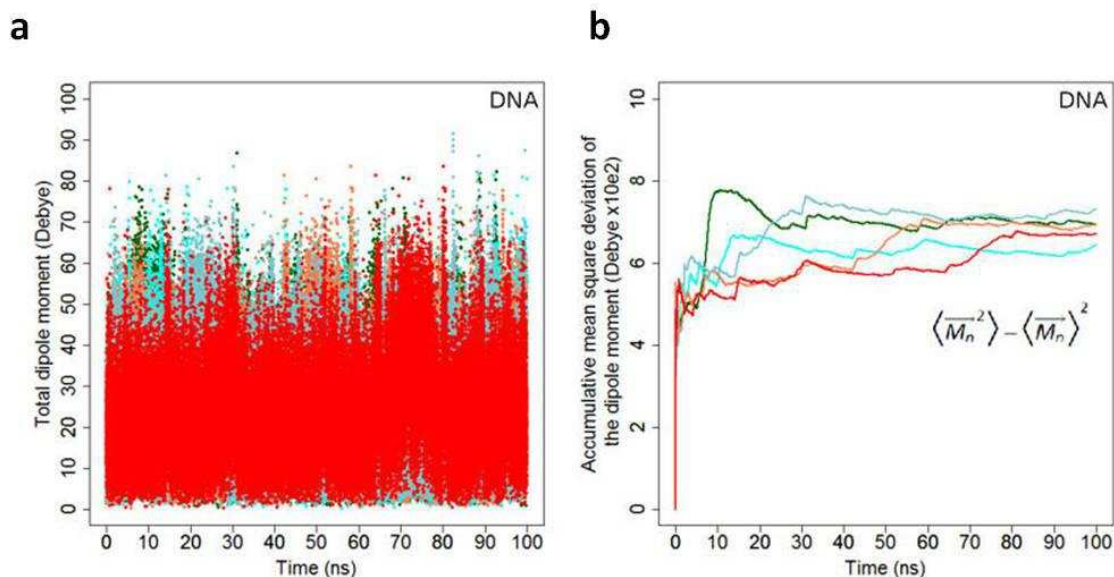 a
b
DNA
Total dipole moment (Debye)
100
90
80
70
60
50
40
30
20
10
0
0 10 20 30 40 50 60 70 80 90 100
Time (ns)
DNA
Accumulative mean square deviation of
the dipole moment (Debye x10e2)
10
8
6
4
2
0
⟨M⃗ₙ²⟩ − ⟨M⃗ₙ⟩²
0 10 20 30 40 50 60 70 80 90 100
Time (ns)